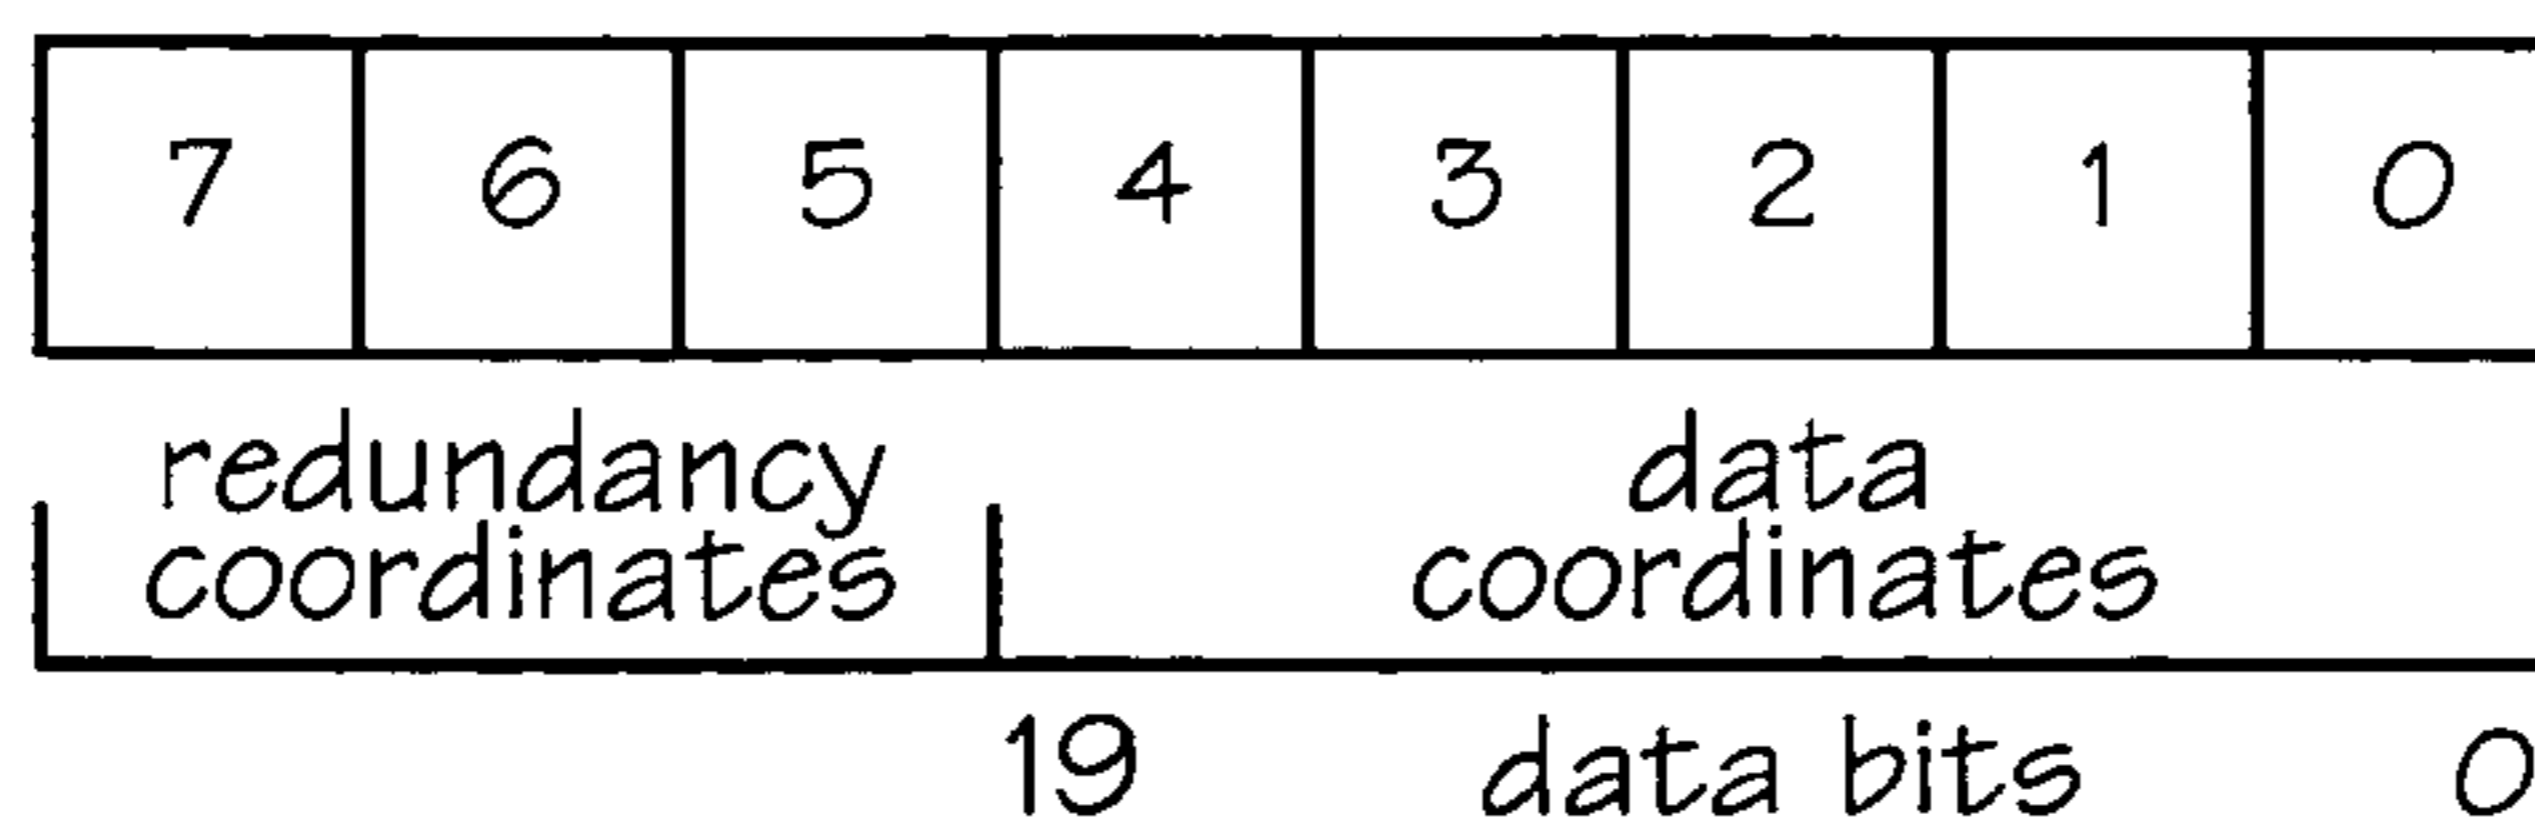 7 6 5 4 3 2 1 0
redundancy data
coordinates coordinates
19 data bits 0